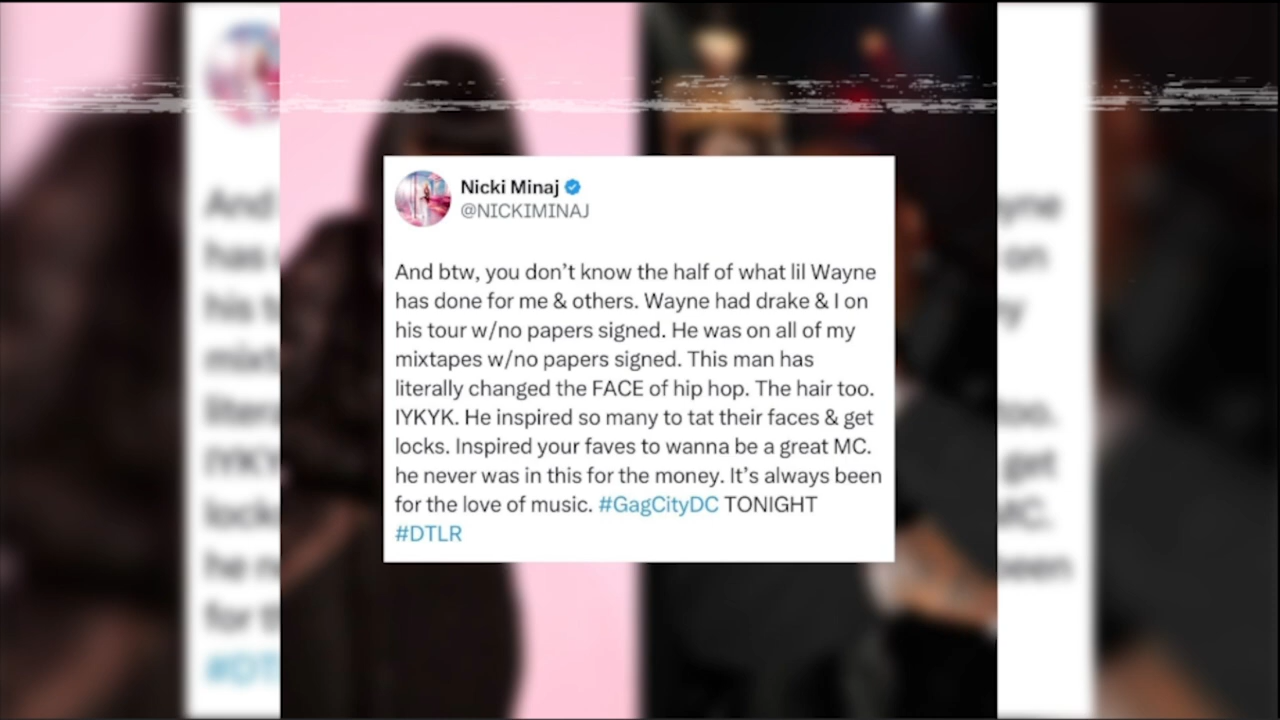 Nicki Minaj
@NICKIMINAJ
And btw, you don’t know the half of what lil Wayne
has done for me & others. Wayne had drake & I on
his tour w/no papers signed. He was on all of my
mixtapes w/no papers signed. This man has
literally changed the FACE of hip hop. The hair too.
IYKYK. He inspired so many to tat their faces & get
locks. Inspired your faves to wanna be a great MC.
he never was in this for the money. It’s always been
for the love of music. #GagCityDC TONIGHT
#DTLR